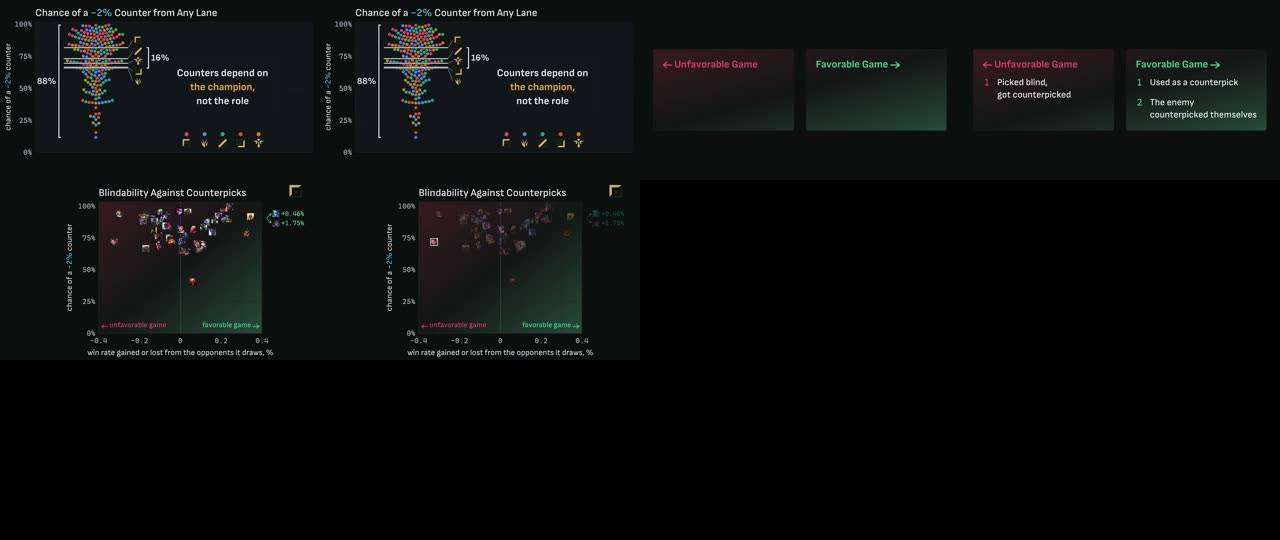 Chance of a −2% Counter from Any Lane
100%
75%
50%
25%
0%
chance of a −2% counter
88%
16%
Counters depend on
the champion,
not the role
Chance of a −2% Counter from Any Lane
100%
75%
50%
25%
0%
chance of a −2% counter
88%
16%
Counters depend on
the champion,
not the role
← Unfavorable Game
Favorable Game →
← Unfavorable Game
1 Picked blind,
got counterpicked
Favorable Game →
1 Used as a counterpick
2 The enemy
counterpicked themselves
Blindability Against Counterpicks
100%
75%
50%
25%
0%
chance of a −2% counter
+0.46%
+1.75%
← unfavorable game
favorable game →
−0.4
−0.2
0
0.2
0.4
win rate gained or lost from the opponents it draws, %
Blindability Against Counterpicks
100%
75%
50%
25%
0%
chance of a −2% counter
+0.46%
+1.75%
← unfavorable game
favorable game →
−0.4
−0.2
0
0.2
0.4
win rate gained or lost from the opponents it draws, %